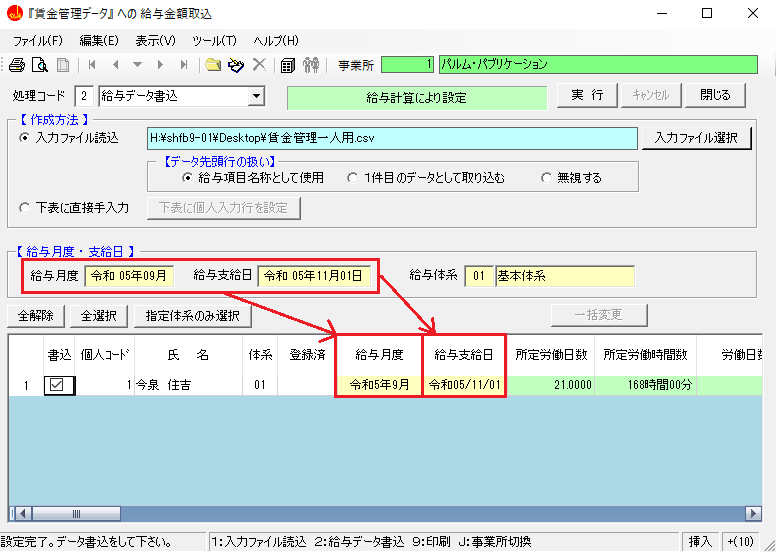 『賃金管理データ』への 給与金額取込
ファイル(F) 編集(E) 表示(V) ツール(T) ヘルプ(H)
事業所 1 パルム・パブリケーション
処理コード 2 給与データ書込 給与計算により設定 実 行 ｷｬﾝｾﾙ 閉じる
【 作成方法 】
入力ファイル読込 H:¥shfb9-01¥Desktop¥賃金管理一人用.csv 入力ファイル選択
【データ先頭行の扱い】
給与項目名称として使用 1件目のデータとして取り込む 無視する
下表に直接手入力 下表に個人入力行を設定
【 給与月度・支給日 】
給与月度 令和 05年09月 給与支給日 令和 05年11月01日 給与体系 01 基本体系
全解除 全選択 指定体系のみ選択 一括変更
書込 個人コード 氏 名 体系 登録済 給与月度 給与支給日 所定労働日数 所定労働時間数 労働日数
1 1 今泉 住吉 01 令和5年9月 令和05/11/01 21.0000 168時間00分
設定完了。データ書込をして下さい。 1:入力ファイル読込 2:給与データ書込 9:印刷 J:事業所切換 挿入 +(10)